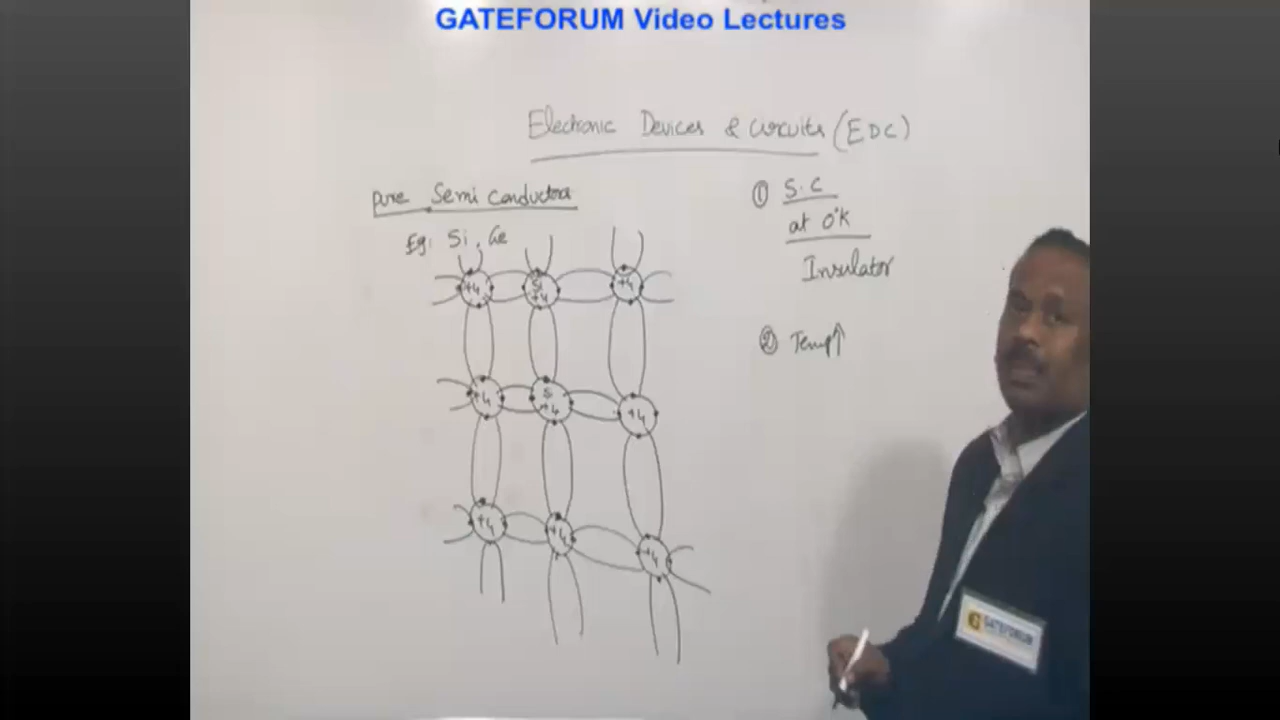 GATEFORUM Video Lectures
Electronic Devices & Circuits (EDC)
Pure Semi conductor
Eg: Si, Ge
+4 Si +4 +4
+4 S +4 +4
+4 +4 +4
① S.C
at 0°K
Insulator
② Temp↑
G GATEFORUM